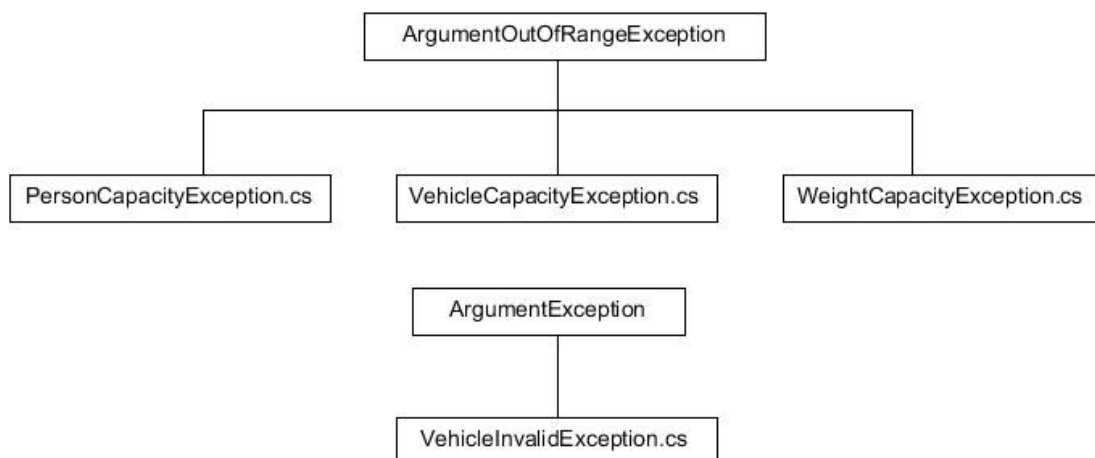 ArgumentOutOfRangeException
PersonCapacityException.cs
VehicleCapacityException.cs
WeightCapacityException.cs
ArgumentException
VehicleInvalidException.cs